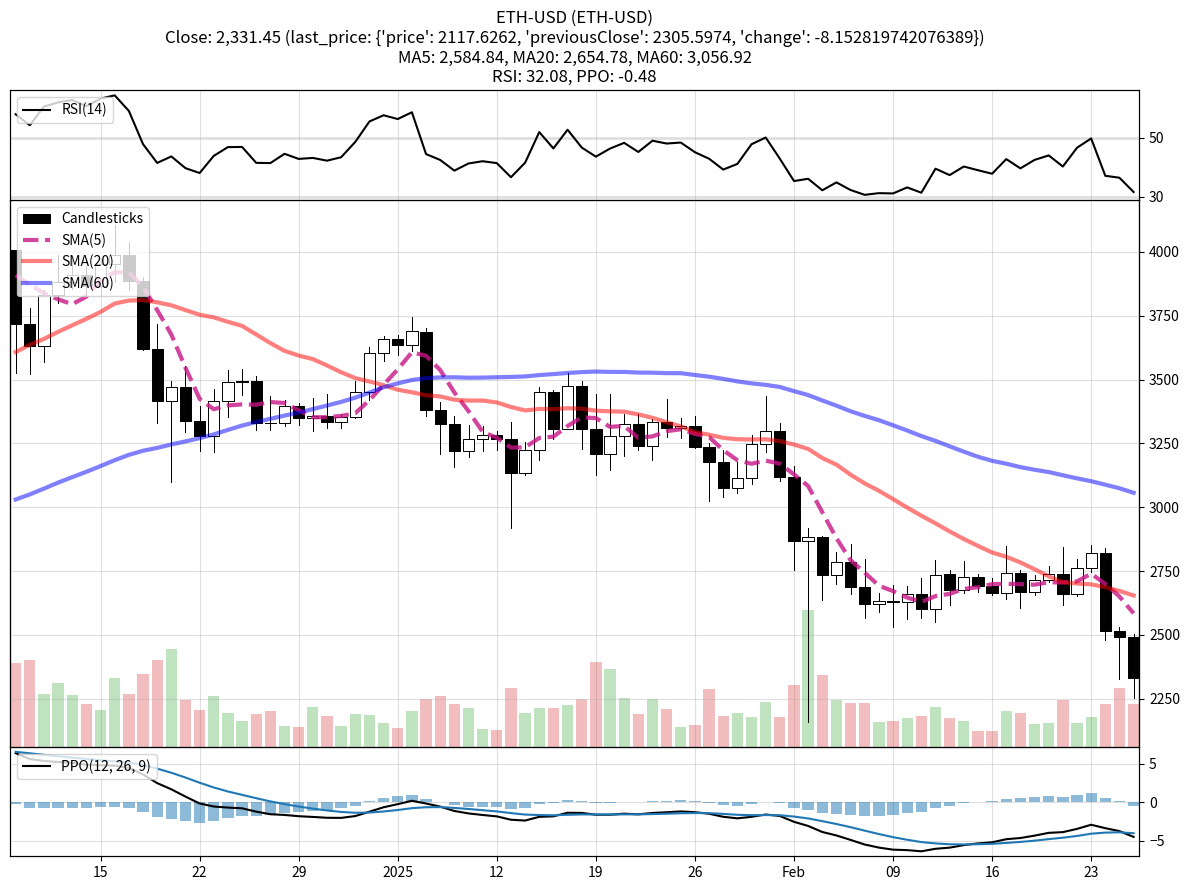 ETH-USD (ETH-USD)
Close: 2,331.45 (last_price: {'price': 2117.6262, 'previousClose': 2305.5974, 'change': -8.152819742076389})
MA5: 2,584.84, MA20: 2,654.78, MA60: 3,056.92
RSI: 32.08, PPO: -0.48
RSI(14)
50
30
Candlesticks
SMA(5)
SMA(20)
SMA(60)
4000
3750
3500
3250
3000
2750
2500
2250
PPO(12, 26, 9)
5
0
−5
15 22 29 2025 12 19 26 Feb 09 16 23